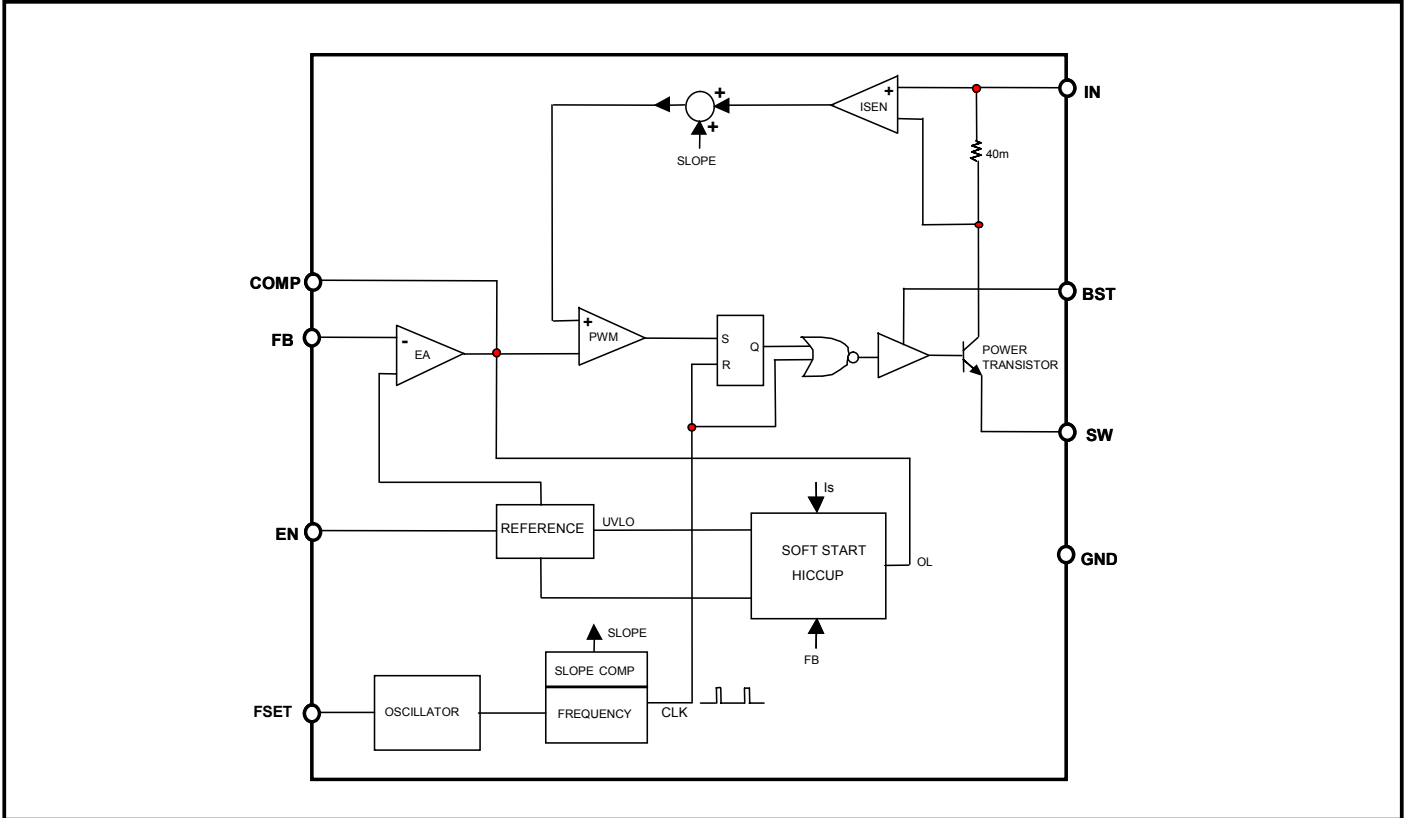 +
ISEN
IN
+
+
SLOPE
40m
COMP
BST
FB
-
EA
+
PWM
S
Q
R
POWER
TRANSISTOR
SW
Is
EN
REFERENCE
UVLO
SOFT START
HICCUP
OL
GND
SLOPE
FB
SLOPE COMP
FSET
OSCILLATOR
FREQUENCY
CLK